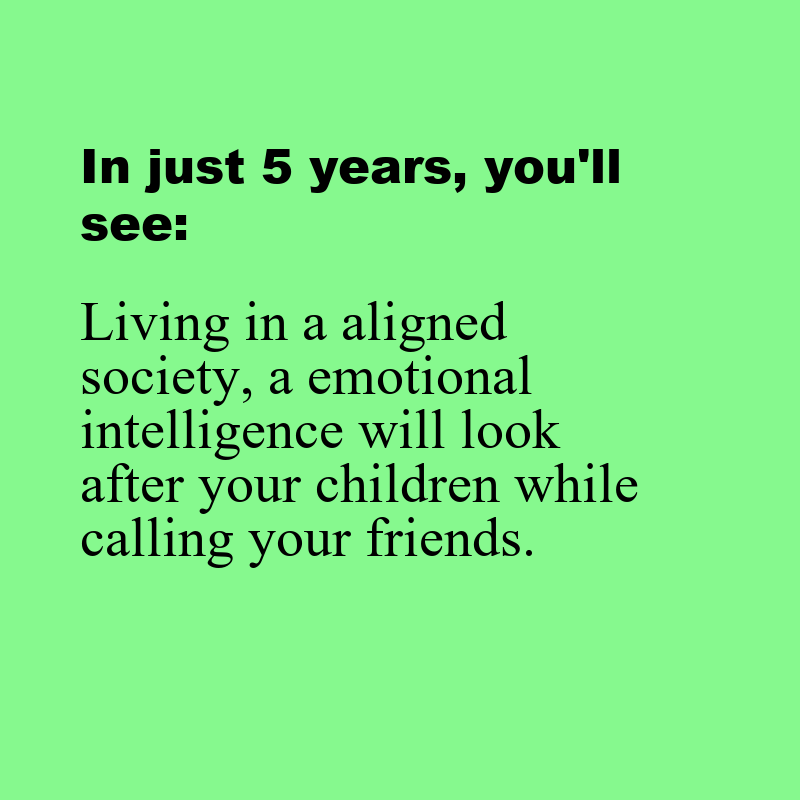 In just 5 years, you'll
see:
Living in a aligned
society, a emotional
intelligence will look
after your children while
calling your friends.